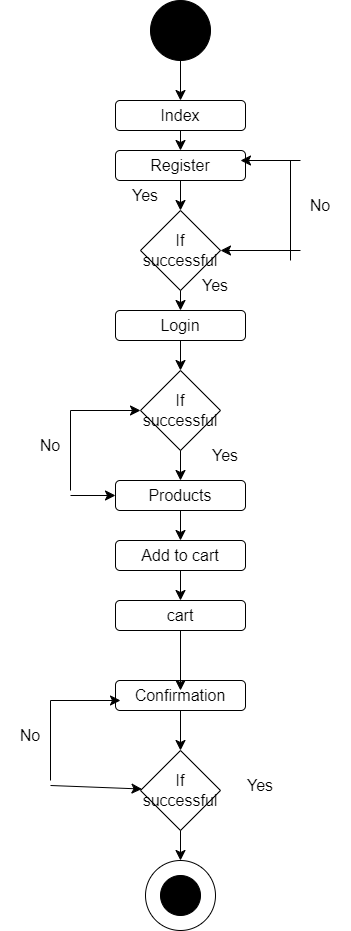 Index
Register
Yes
No
If
successful
Yes
Login
If
successful
No
Yes
Products
Add to cart
cart
Confirmation
No
If
successful
Yes